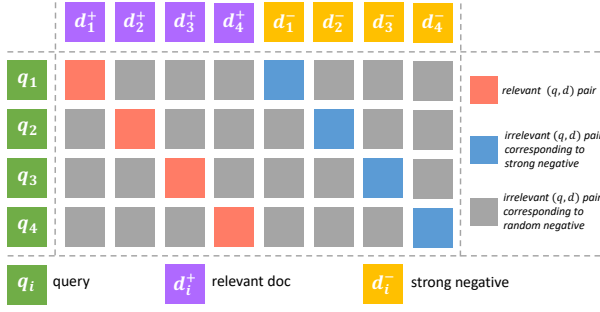 d₁⁺ d₂⁺ d₃⁺ d₄⁺ d₁⁻ d₂⁻ d₃⁻ d₄⁻
q₁
q₂
q₃
q₄
relevant (q, d) pair
irrelevant (q, d) pair
corresponding to
strong negative
irrelevant (q, d) pair
corresponding to
random negative
qᵢ query dᵢ⁺ relevant doc dᵢ⁻ strong negative